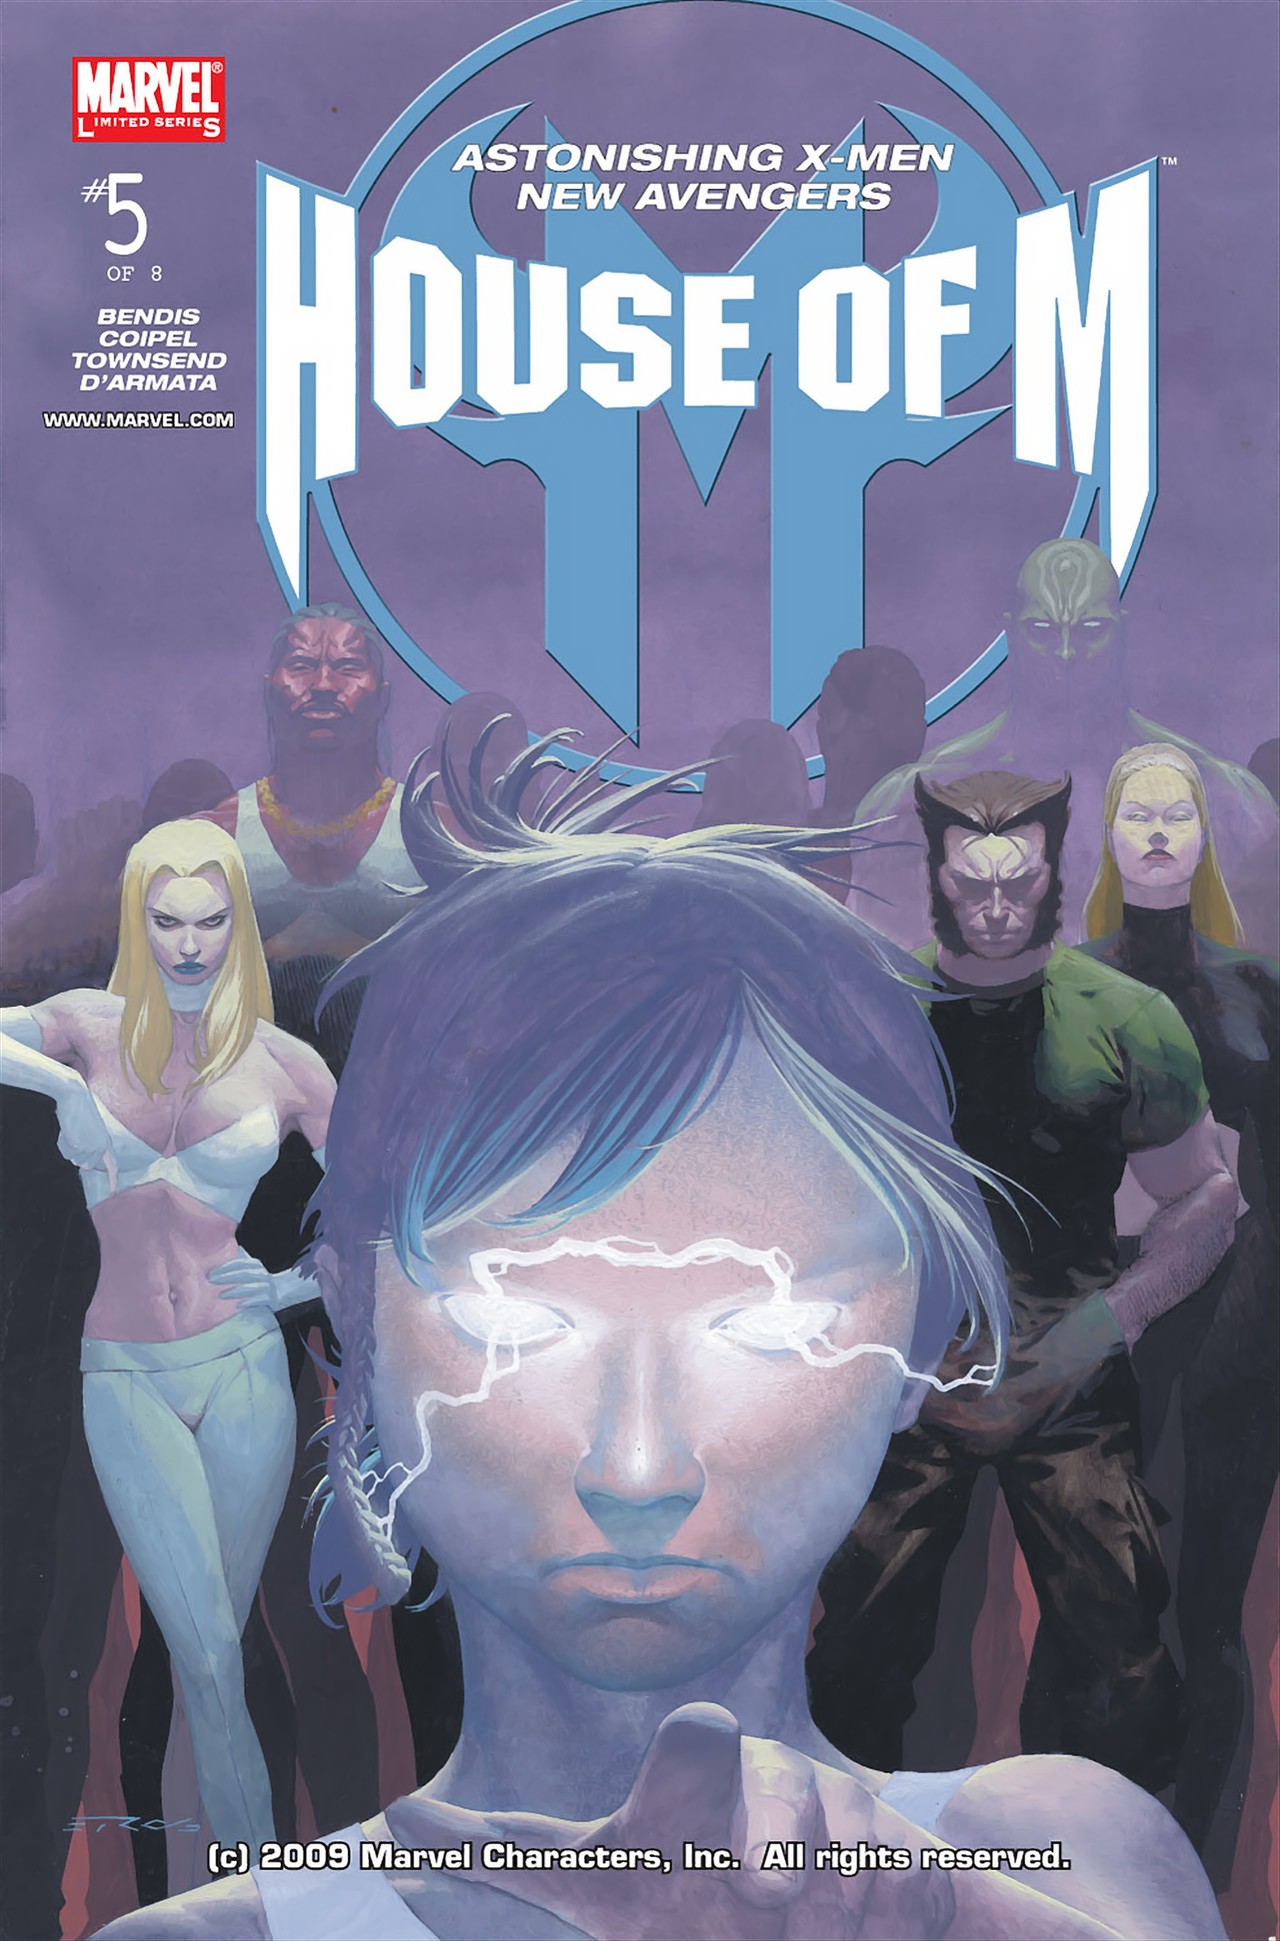 MARVEL®
LIMITED SERIES
#5
OF 8
BENDIS
COIPEL
TOWNSEND
D'ARMATA
WWW.MARVEL.COM
ASTONISHING X-MEN
NEW AVENGERS
HOUSE OF M™
(c) 2009 Marvel Characters, Inc. All rights reserved.